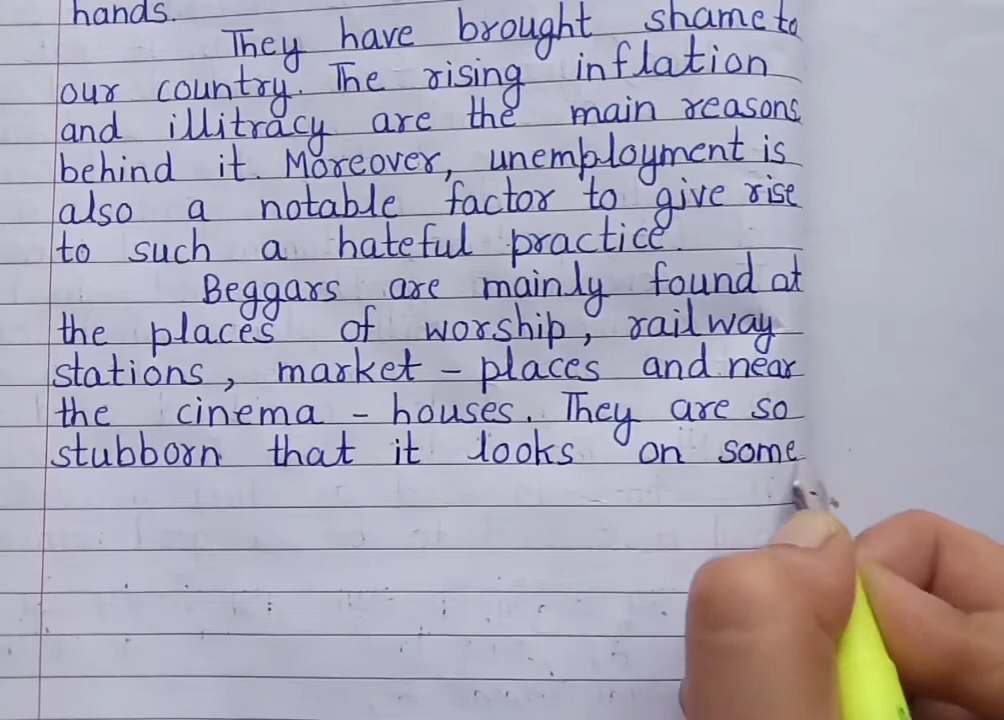 hands.
They have brought shame to
our country. The rising inflation
and illitracy are the main reasons
behind it. Moreover, unemployment is
also a notable factor to give rise
to such a hateful practice.
Beggars are mainly found at
the places of worship, railway
stations, market - places and near
the cinema - houses. They are so
stubborn that it looks on some